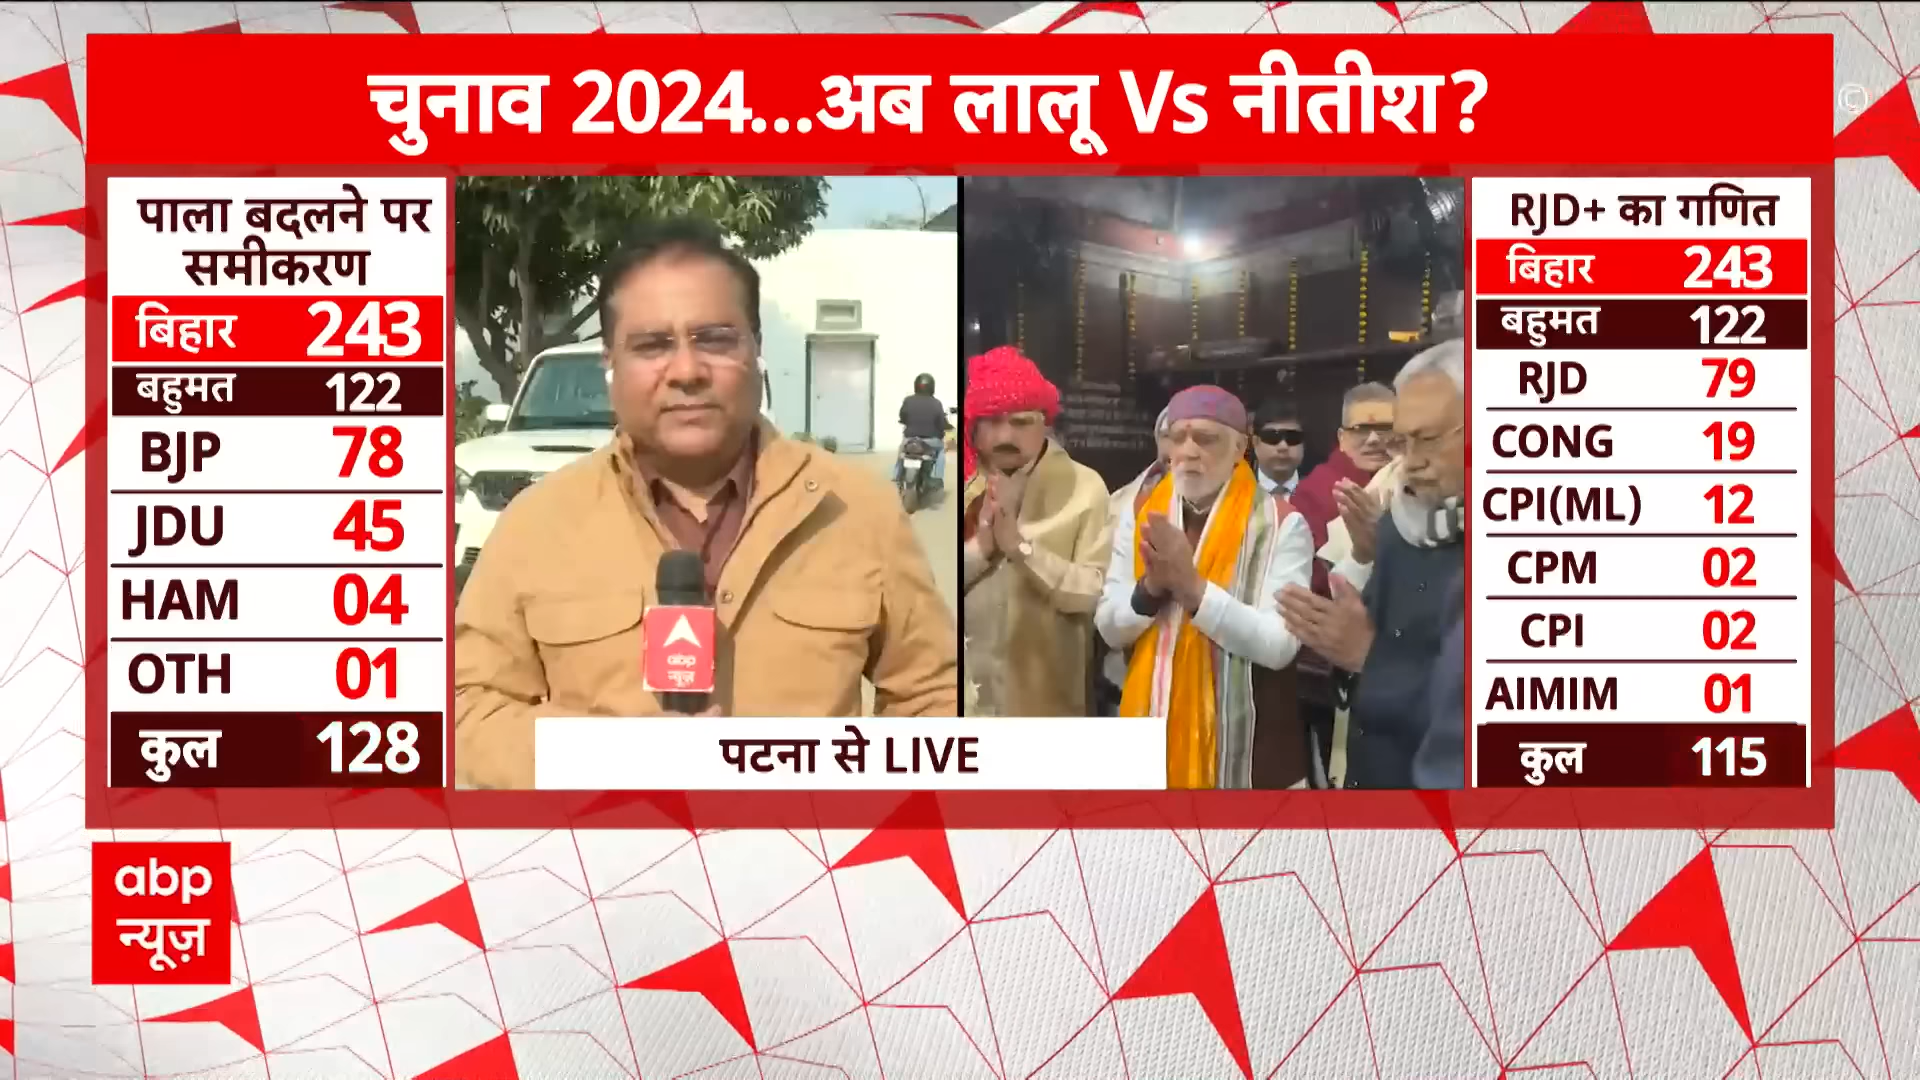 चुनाव 2024...अब लालू Vs नीतीश?
©
पाला बदलने पर
समीकरण
बिहार 243
बहुमत 122
BJP 78
JDU 45
HAM 04
OTH 01
कुल 128
abp
न्यूज़
पटना से LIVE
RJD+ का गणित
बिहार 243
बहुमत 122
RJD 79
CONG 19
CPI(ML) 12
CPM 02
CPI 02
AIMIM 01
कुल 115
abp
न्यूज़